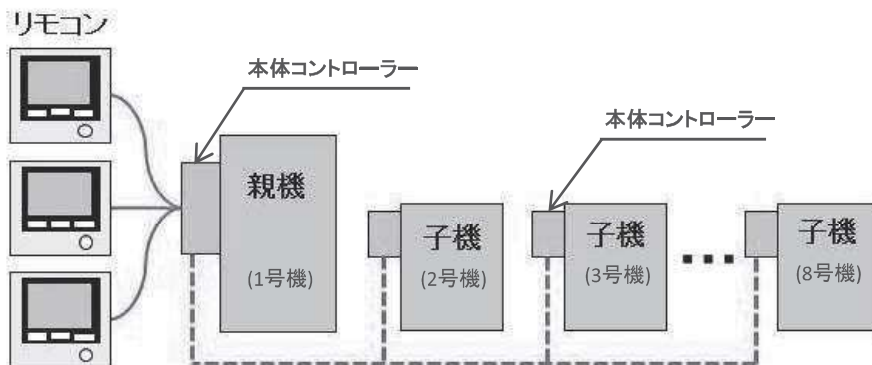 リモコン
本体コントローラー
本体コントローラー
親機
(1号機)
子機
(2号機)
子機
(3号機)
子機
(8号機)